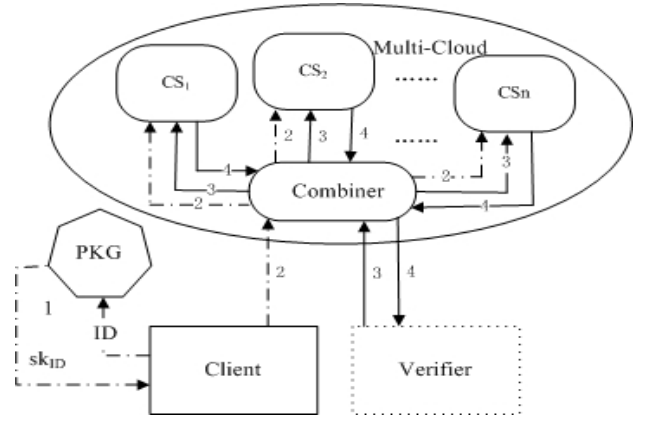 Multi-Cloud
CS1
CS2
......
CSn
......
2
3
4
4
3
2
2
3
4
Combiner
PKG
2
3
4
1
ID
skID
Client
Verifier